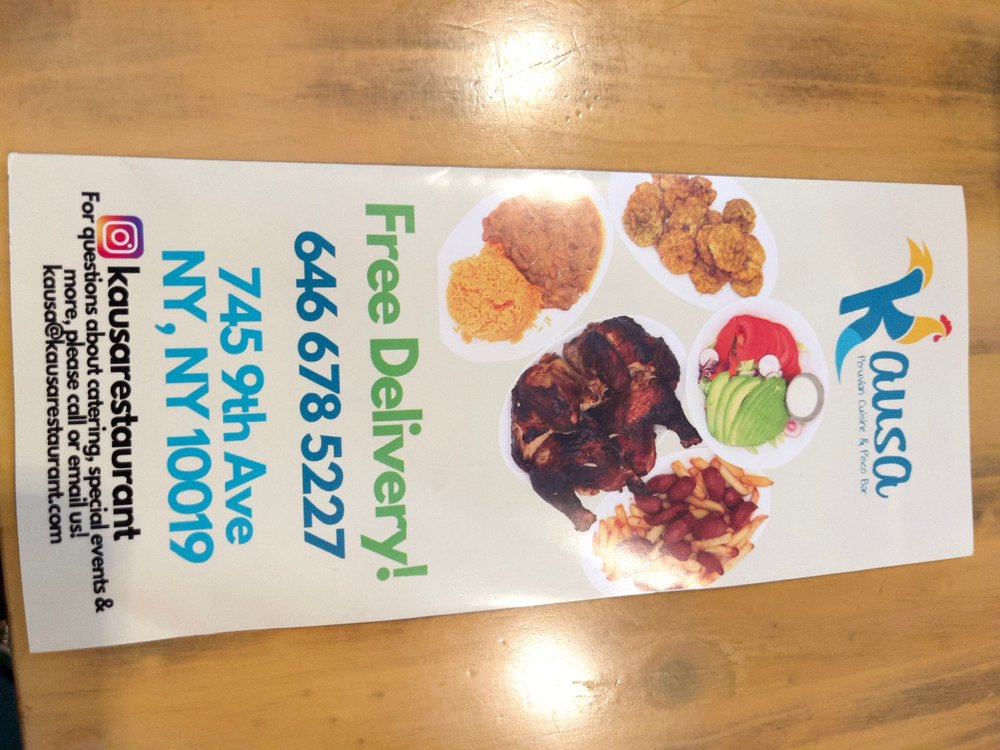 Kausa
Peruvian Cuisine & Pisco Bar
Free Delivery!
646 678 5227
745 9th Ave
NY, NY 10019
kausarestaurant
For questions about catering, special events &
more, please call or email us!
kausa@kausarestaurant.com